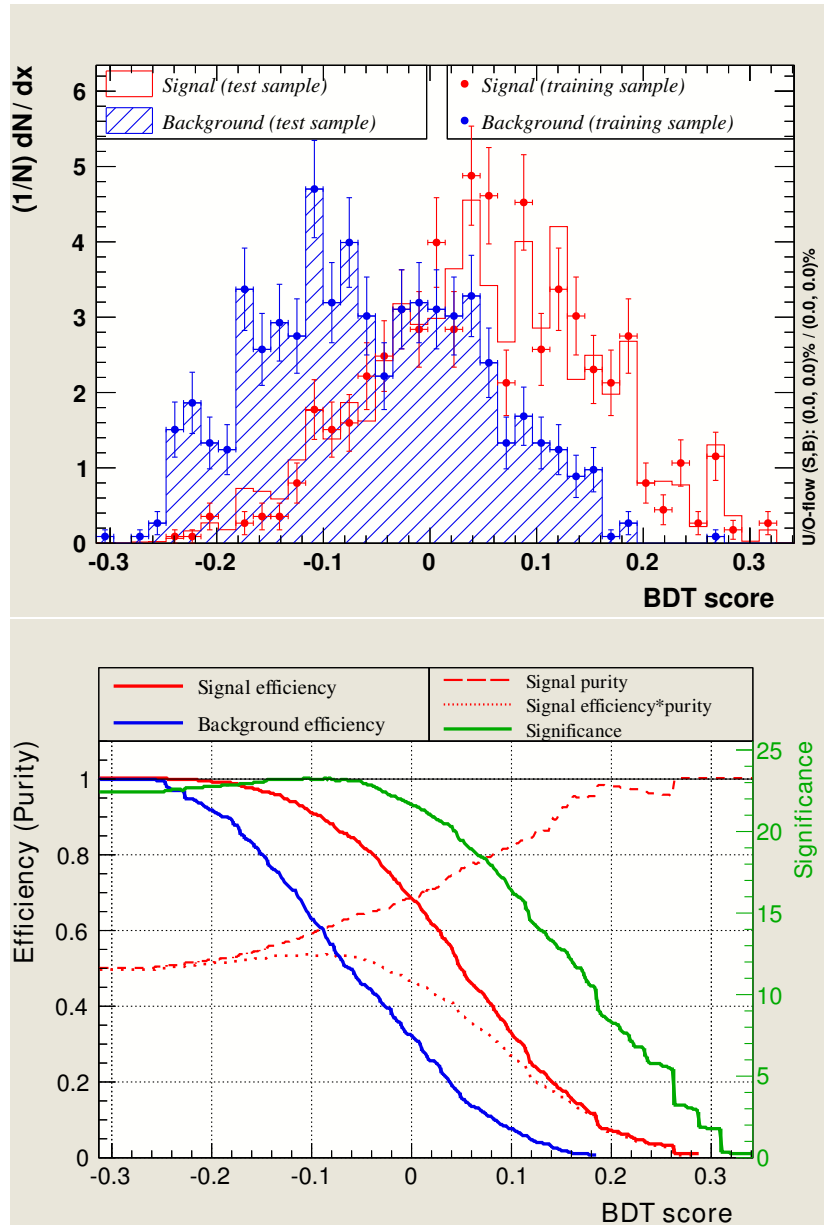 (1/N) dN / dx
6
5
4
3
2
1
0
Signal (test sample)
Background (test sample)
Signal (training sample)
Background (training sample)
U/O-flow (S,B): (0.0, 0.0)% / (0.0, 0.0)%
-0.3 -0.2 -0.1 0 0.1 0.2 0.3
BDT score
Signal efficiency
Background efficiency
Signal purity
Signal efficiency*purity
Significance
Efficiency (Purity)
1
0.8
0.6
0.4
0.2
0
25
20
15
10
5
0
Significance
-0.3 -0.2 -0.1 0 0.1 0.2 0.3
BDT score